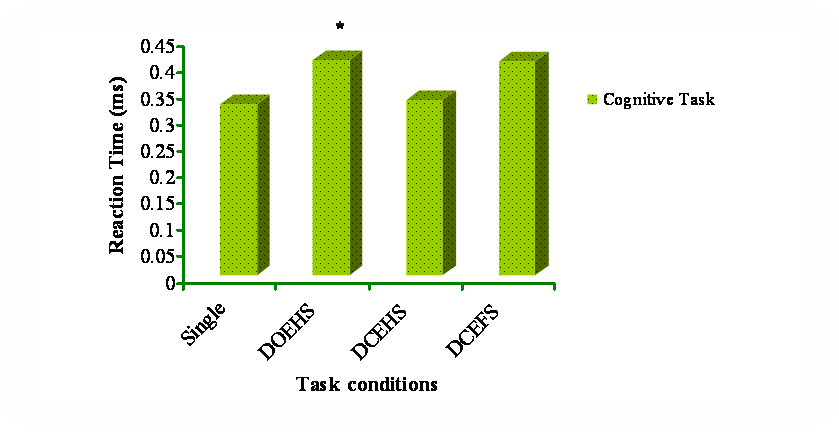 *
0.45
0.4
0.35
0.3
0.25
0.2
0.15
0.1
0.05
0
Reaction Time (ms)
Single
DOEHS
DCEHS
DCEFS
Task conditions
Cognitive Task